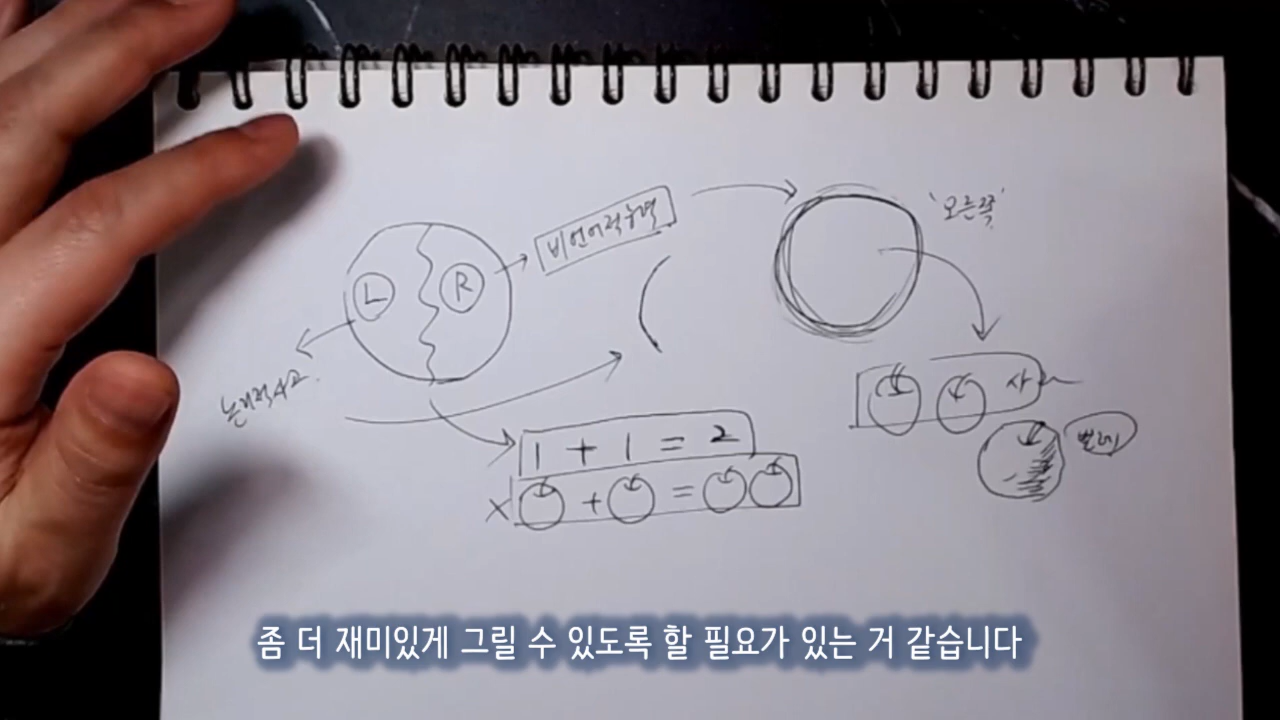 비언어적능력
'오른쪽'
L
R
논리적사고
사
1 + 1 = 2
벌레
× + =
좀 더 재미있게 그릴 수 있도록 할 필요가 있는 거 같습니다